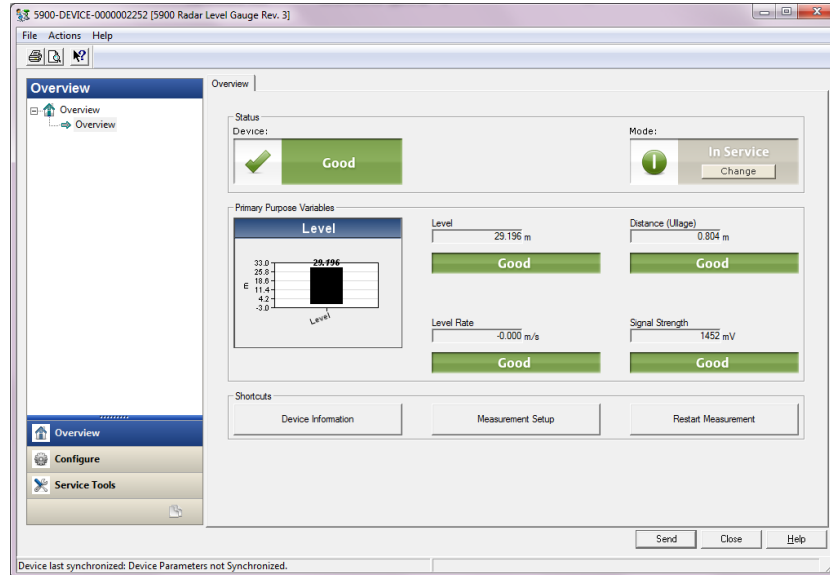 5900-DEVICE-0000002252 [5900 Radar Level Gauge Rev. 3]
File Actions Help
Overview
Overview
Overview
Overview
Status
Device:
Good
Mode:
In Service
Change
Primary Purpose Variables
Level
33.0
25.8
18.6
11.4
4.2
-3.0
m
29.196
Level
Level
29.196 m
Good
Distance (Ullage)
0.804 m
Good
Level Rate
-0.000 m/s
Good
Signal Strength
1452 mV
Good
Shortcuts
Device Information
Measurement Setup
Restart Measurement
Overview
Configure
Service Tools
Send
Close
Help
Device last synchronized: Device Parameters not Synchronized.